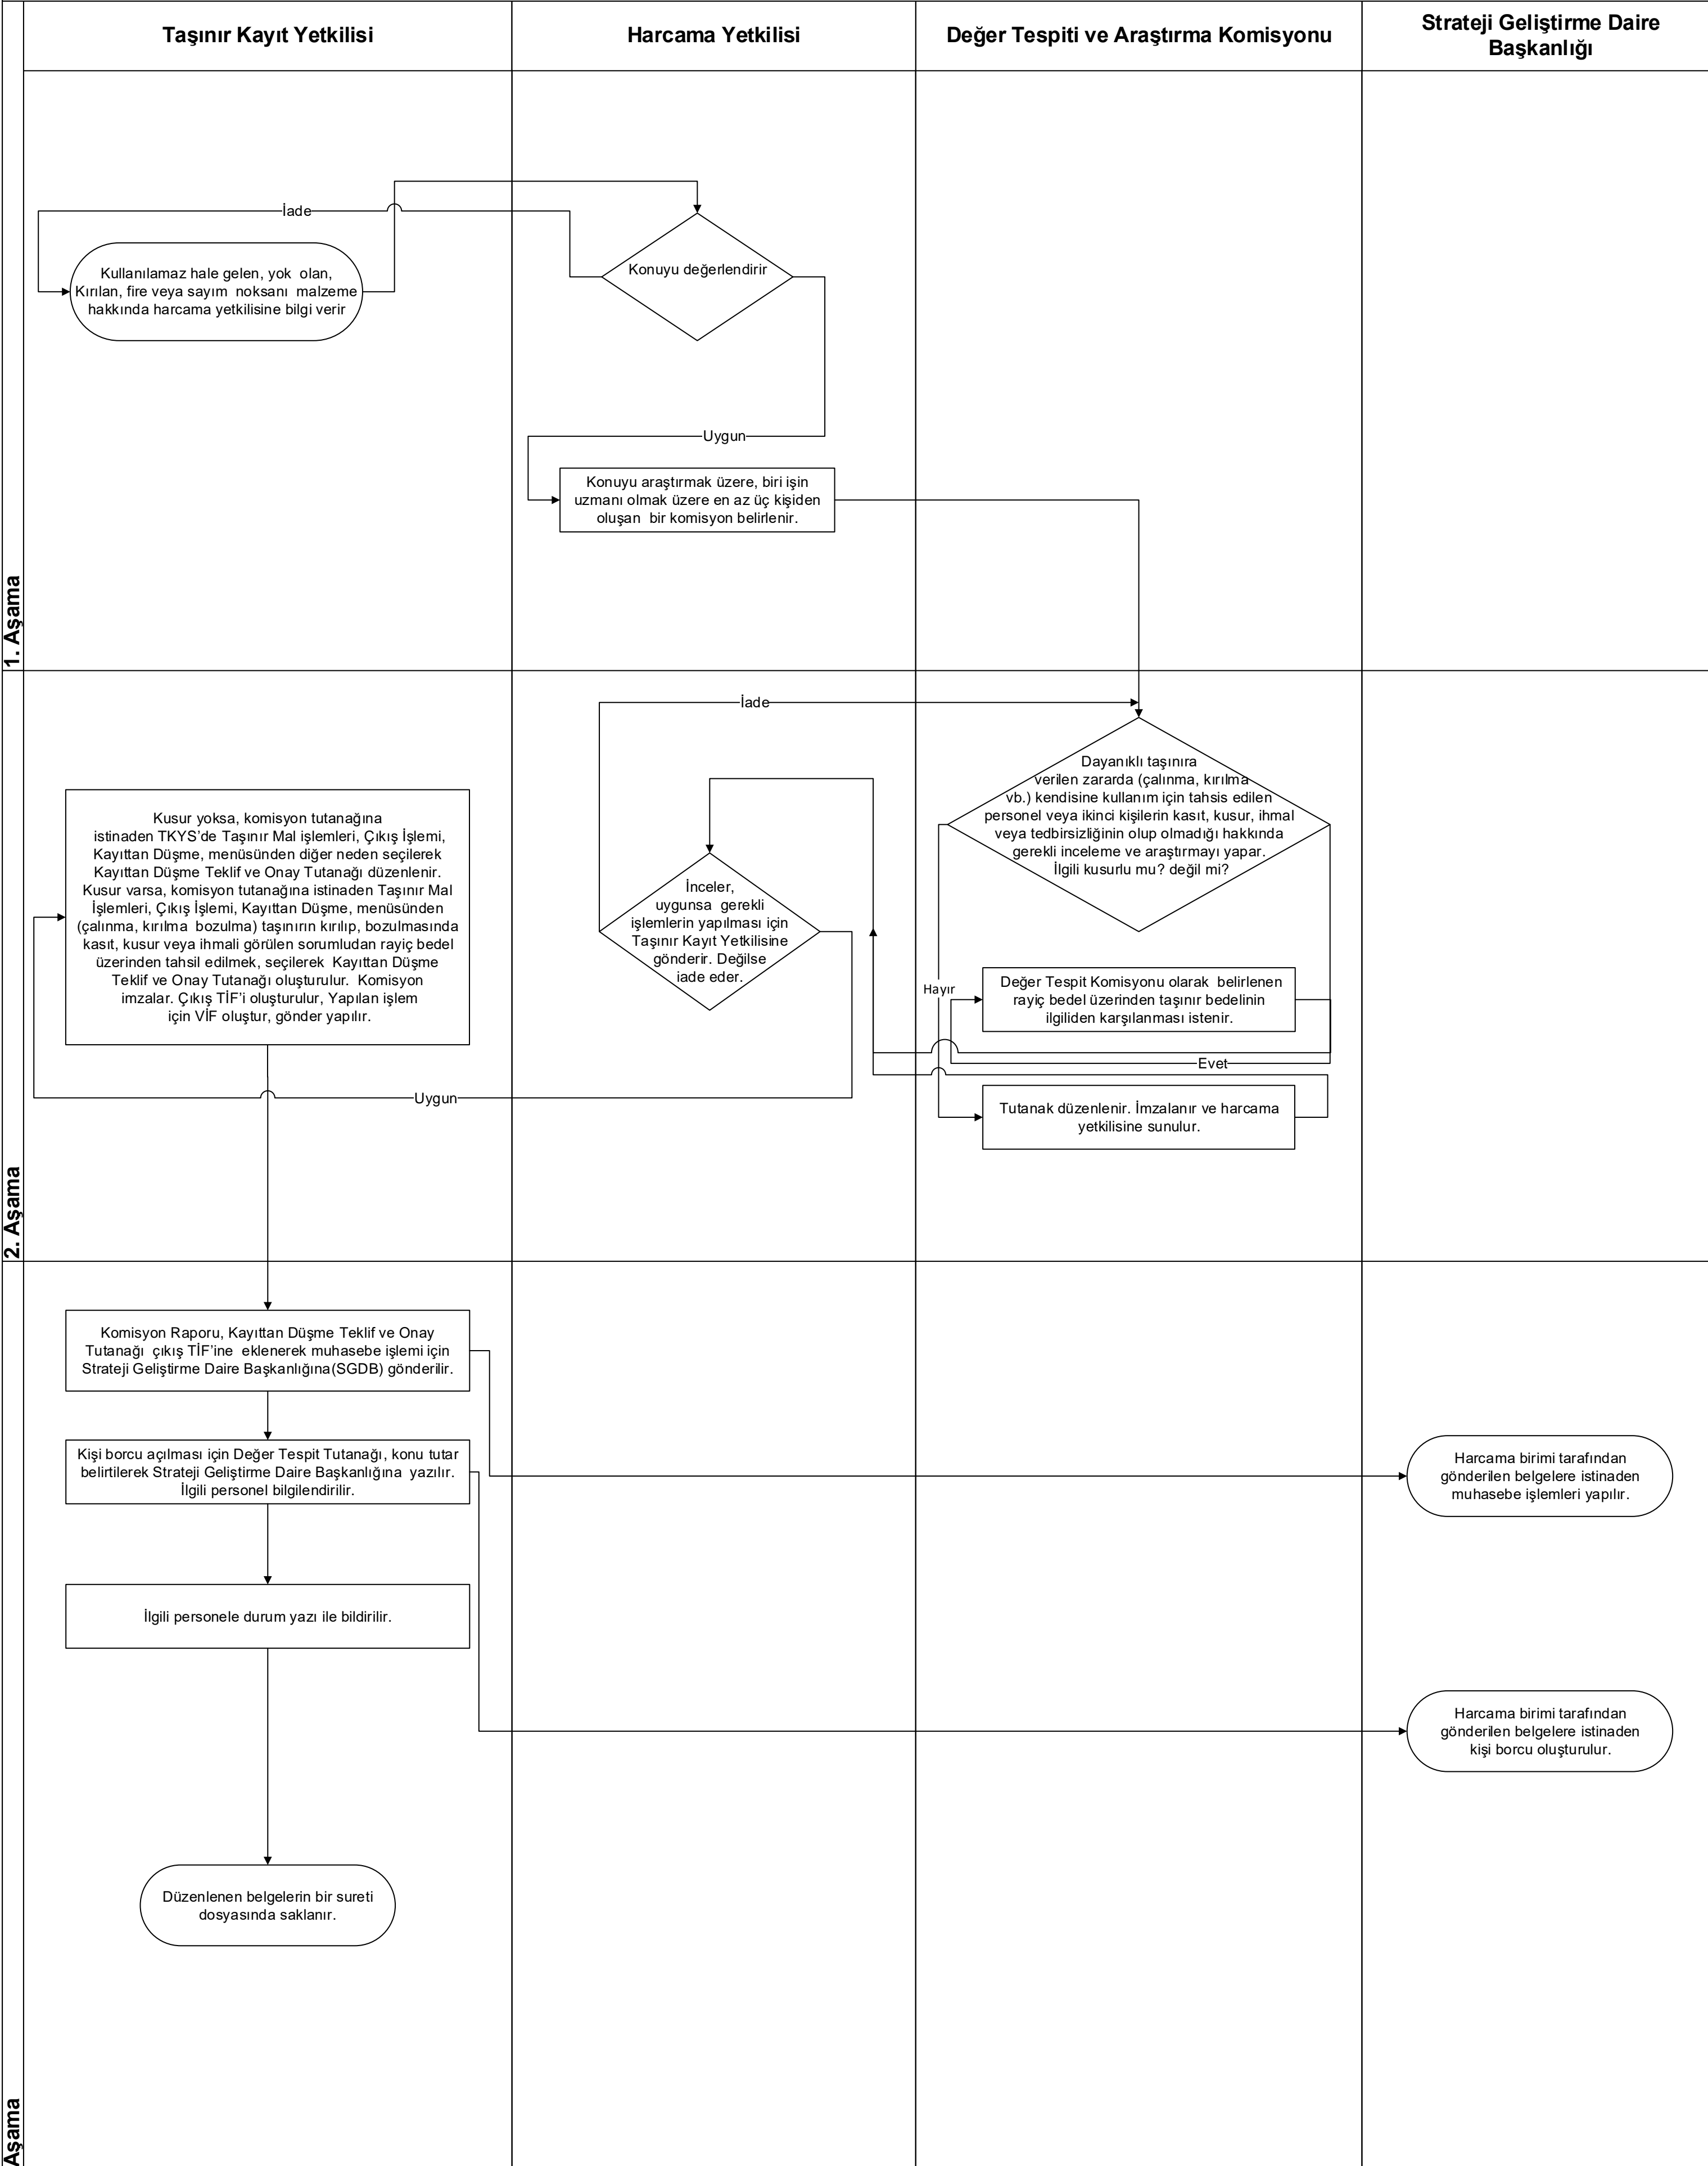 Taşınır Kayıt Yetkilisi
Harcama Yetkilisi
Değer Tespiti ve Araştırma Komisyonu
Strateji Geliştirme Daire
Başkanlığı
1. Aşama
İade
Kullanılamaz hale gelen, yok olan,
Kırılan, fire veya sayım noksanı malzeme
hakkında harcama yetkilisine bilgi verir
Konuyu değerlendirir
Uygun
Konuyu araştırmak üzere, biri işin
uzmanı olmak üzere en az üç kişiden
oluşan bir komisyon belirlenir.
2. Aşama
İade
Dayanıklı taşınıra
verilen zararda (çalınma, kırılma
vb.) kendisine kullanım için tahsis edilen
personel veya ikinci kişilerin kasıt, kusur, ihmal
veya tedbirsizliğinin olup olmadığı hakkında
gerekli inceleme ve araştırmayı yapar.
İlgili kusurlu mu? değil mi?
Kusur yoksa, komisyon tutanağına
istinaden TKYS’de Taşınır Mal işlemleri, Çıkış İşlemi,
Kayıttan Düşme, menüsünden diğer neden seçilerek
Kayıttan Düşme Teklif ve Onay Tutanağı düzenlenir.
Kusur varsa, komisyon tutanağına istinaden Taşınır Mal
İşlemleri, Çıkış İşlemi, Kayıttan Düşme, menüsünden
(çalınma, kırılma bozulma) taşınırın kırılıp, bozulmasında
kasıt, kusur veya ihmali görülen sorumludan rayiç bedel
üzerinden tahsil edilmek, seçilerek Kayıttan Düşme
Teklif ve Onay Tutanağı oluşturulur. Komisyon
imzalar. Çıkış TİF’i oluşturulur, Yapılan işlem
için VİF oluştur, gönder yapılır.
İnceler,
uygunsa gerekli
işlemlerin yapılması için
Taşınır Kayıt Yetkilisine
gönderir. Değilse
iade eder.
Hayır
Değer Tespit Komisyonu olarak belirlenen
rayiç bedel üzerinden taşınır bedelinin
ilgiliden karşılanması istenir.
Evet
Uygun
Tutanak düzenlenir. İmzalanır ve harcama
yetkilisine sunulur.
Aşama
Komisyon Raporu, Kayıttan Düşme Teklif ve Onay
Tutanağı çıkış TİF’ine eklenerek muhasebe işlemi için
Strateji Geliştirme Daire Başkanlığına(SGDB) gönderilir.
Kişi borcu açılması için Değer Tespit Tutanağı, konu tutar
belirtilerek Strateji Geliştirme Daire Başkanlığına yazılır.
İlgili personel bilgilendirilir.
Harcama birimi tarafından
gönderilen belgelere istinaden
muhasebe işlemleri yapılır.
İlgili personele durum yazı ile bildirilir.
Harcama birimi tarafından
gönderilen belgelere istinaden
kişi borcu oluşturulur.
Düzenlenen belgelerin bir sureti
dosyasında saklanır.